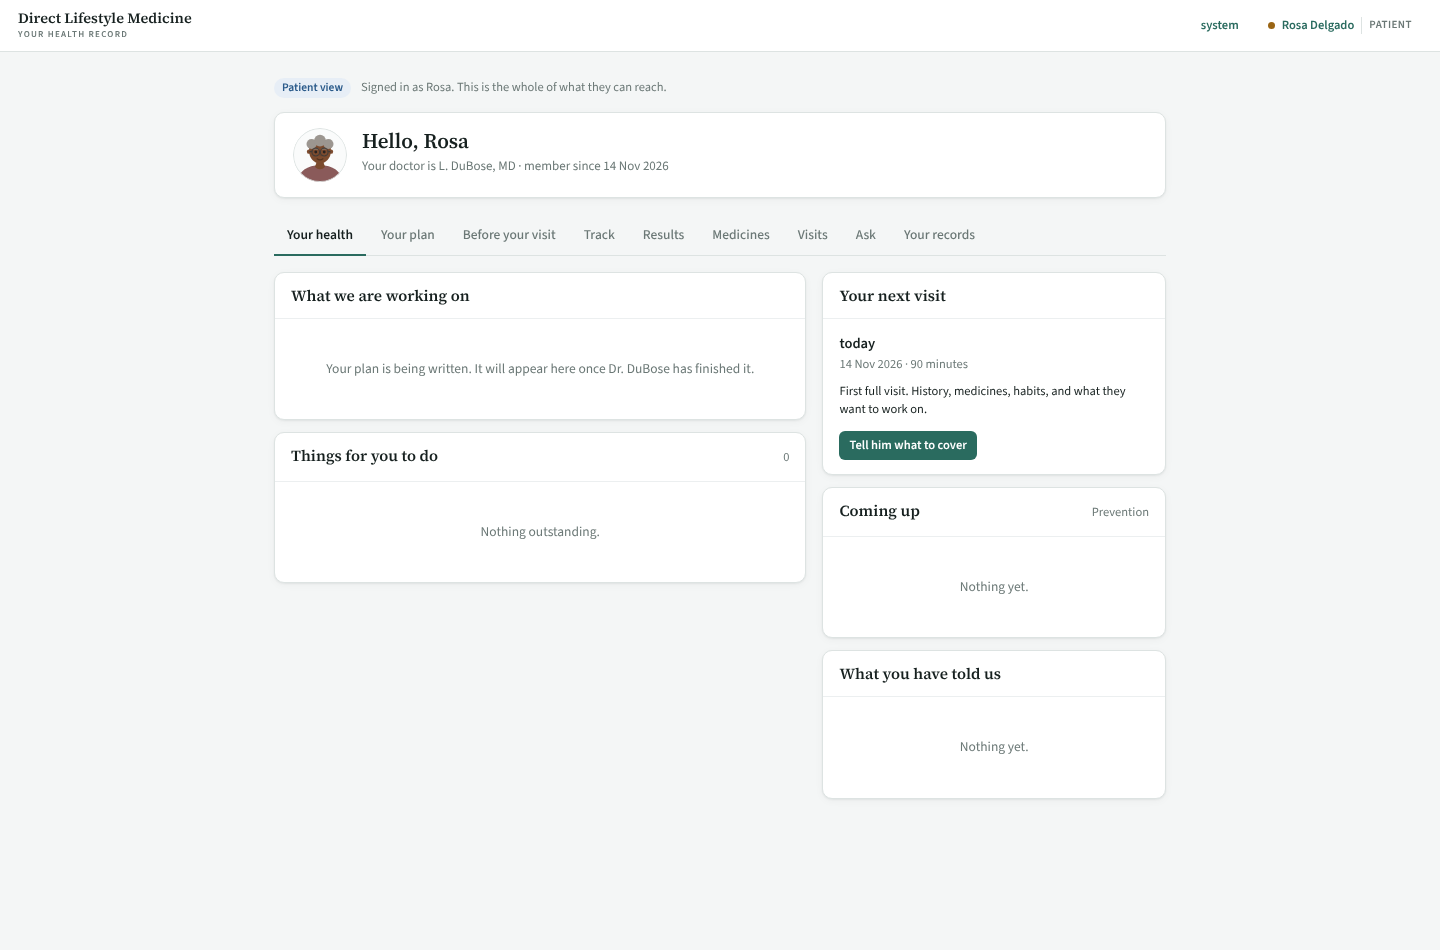 Direct Lifestyle Medicine
YOUR HEALTH RECORD
system
Rosa Delgado
PATIENT
Patient view
Signed in as Rosa. This is the whole of what they can reach.
Hello, Rosa
Your doctor is L. DuBose, MD · member since 14 Nov 2026
Your health
Your plan
Before your visit
Track
Results
Medicines
Visits
Ask
Your records
What we are working on
Your plan is being written. It will appear here once Dr. DuBose has finished it.
Things for you to do
0
Nothing outstanding.
Your next visit
today
14 Nov 2026 · 90 minutes
First full visit. History, medicines, habits, and what they
want to work on.
Tell him what to cover
Coming up
Prevention
Nothing yet.
What you have told us
Nothing yet.